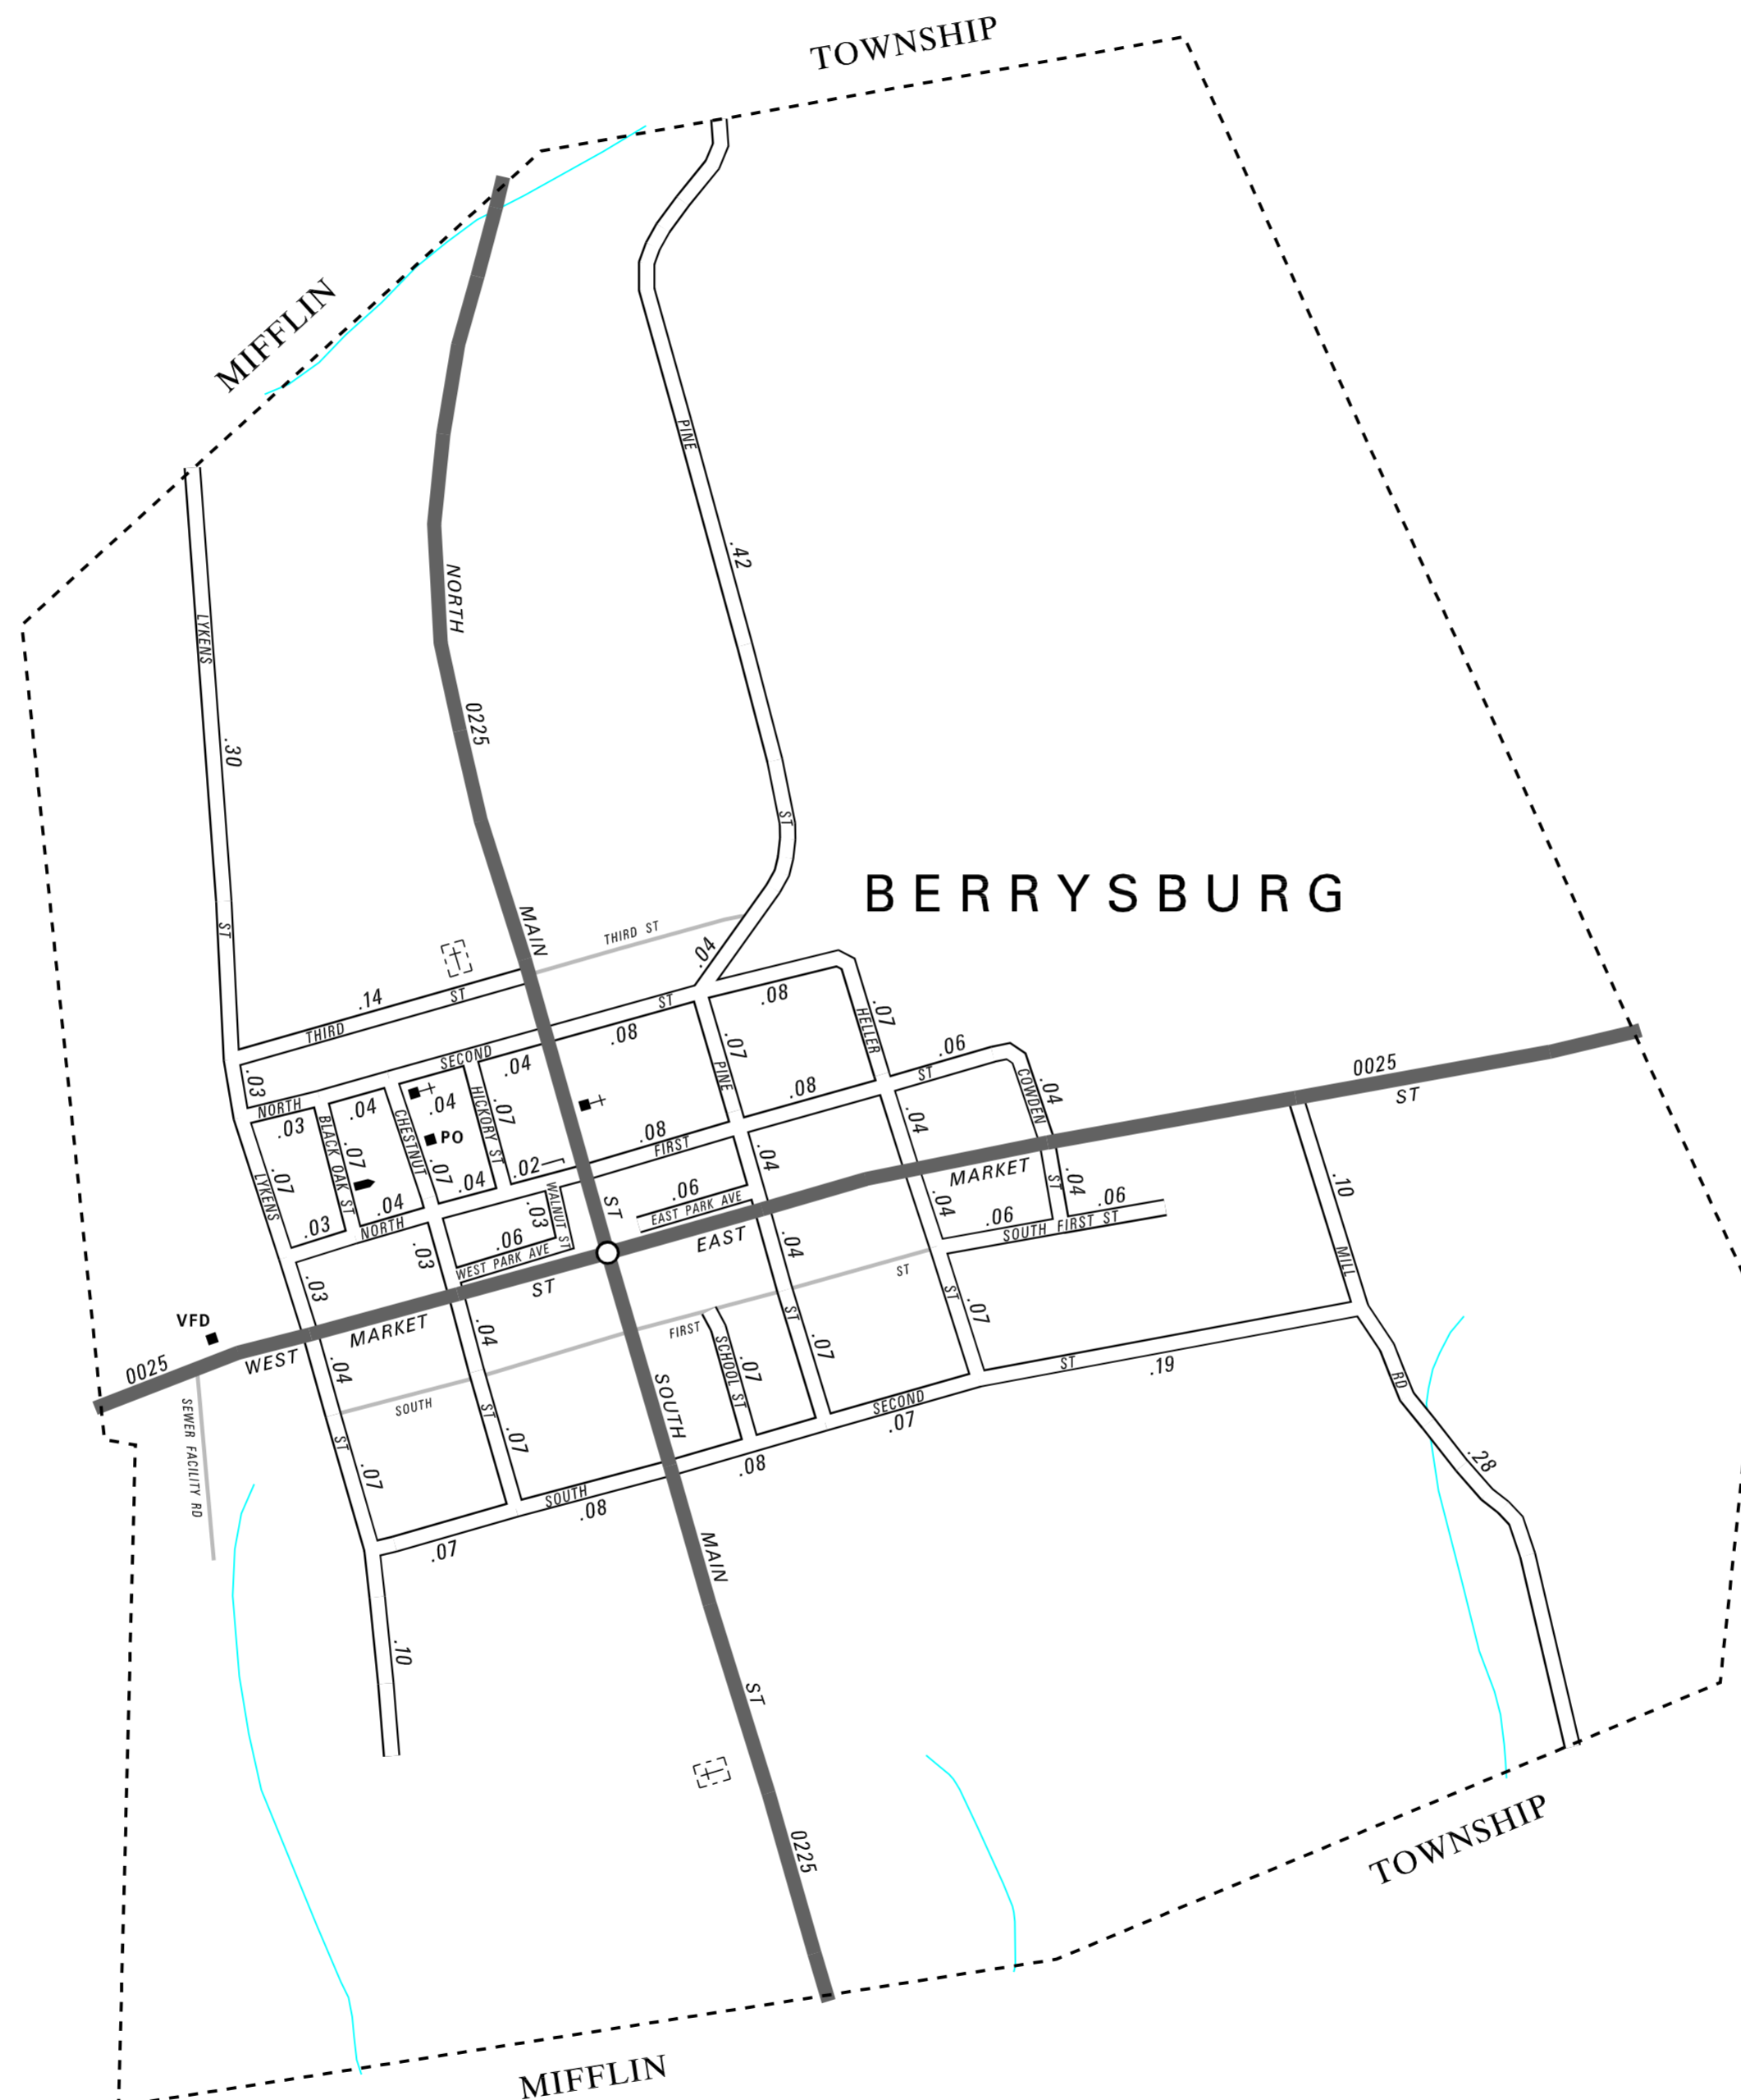 TOWNSHIP
MIFFLIN
PINE
.42
NORTH
LYKENS
0225
.30
ST
BERRYSBURG
MAIN
THIRD ST
ST
.04
.14
ST
THIRD
ST
.08
.07
HELLER
.08
SECOND
.04
.07
PINE
.06
ST
0025
ST
.03
NORTH
.03
.04
.04
HICKORY ST
.07
.08
COWDEN
.04
BLACK OAK ST
.07
CHESTNUT
PO
.07
.08
FIRST
.04
.07
LYKENS
.04
.04
.02
WALNUT ST
ST
.04
MARKET
.03
NORTH
.03
.03
.06
EAST PARK AVE
ST
.04
.06
.10
.06
WEST PARK AVE
EAST
.04
.04
.06
SOUTH FIRST ST
MILL
.03
ST
ST
VFD
MARKET
.04
FIRST
ST
ST
.07
0025
WEST
.04
SOUTH
SCHOOL ST
.07
.07
ST
.19
RD
SEWER FACILITY RD
ST
ST
.07
SOUTH
SECOND
.07
.28
.07
.08
SOUTH
.08
.07
MAIN
.10
ST
0225
TOWNSHIP
MIFFLIN